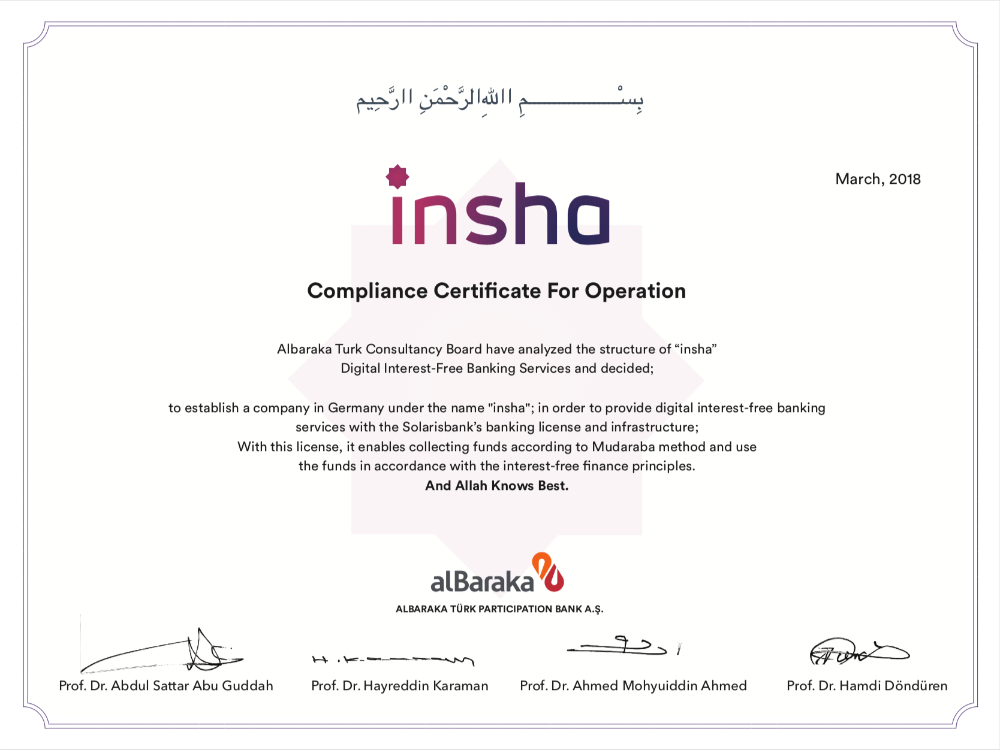 بِسْـــــــــــــــــمِ االلهِالرَّحْمَنِ االرَّحِيم
insha
March, 2018
Compliance Certificate For Operation
Albaraka Turk Consultancy Board have analyzed the structure of “insha”
Digital Interest-Free Banking Services and decided;
to establish a company in Germany under the name "insha"; in order to provide digital interest-free banking
services with the Solarisbank’s banking license and infrastructure;
With this license, it enables collecting funds according to Mudaraba method and use
the funds in accordance with the interest-free finance principles.
And Allah Knows Best.
alBaraka
ALBARAKA TÜRK PARTICIPATION BANK A.Ş.
Prof. Dr. Abdul Sattar Abu Guddah
Prof. Dr. Hayreddin Karaman
Prof. Dr. Ahmed Mohyuiddin Ahmed
Prof. Dr. Hamdi Döndüren